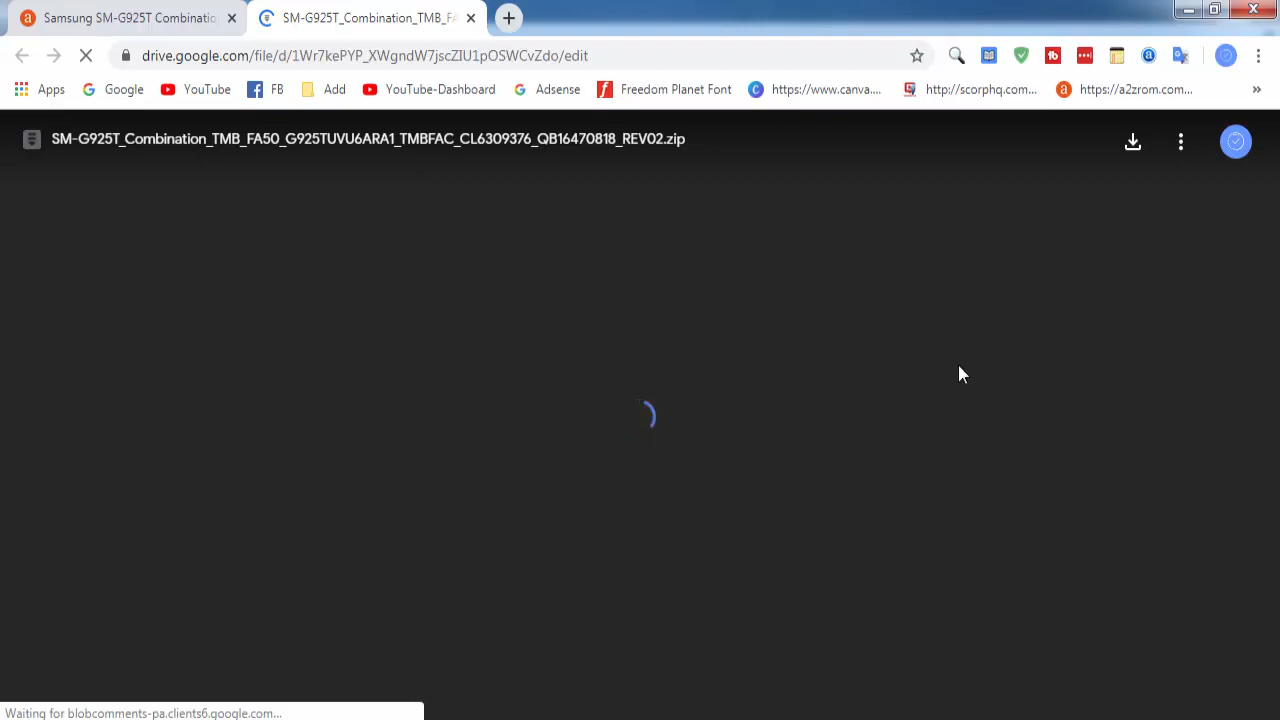 Samsung SM-G925T Combinatio
SM-G925T_Combination_TMB_FA
drive.google.com/file/d/1Wr7kePYP_XWgndW7jscZIU1pOSWCvZdo/edit
Apps Google YouTube FB Add YouTube-Dashboard Adsense Freedom Planet Font https://www.canva.... http://scorphq.com... https://a2zrom.com... »
SM-G925T_Combination_TMB_FA50_G925TUVU6ARA1_TMBFAC_CL6309376_QB16470818_REV02.zip
Waiting for blobcomments-pa.clients6.google.com...